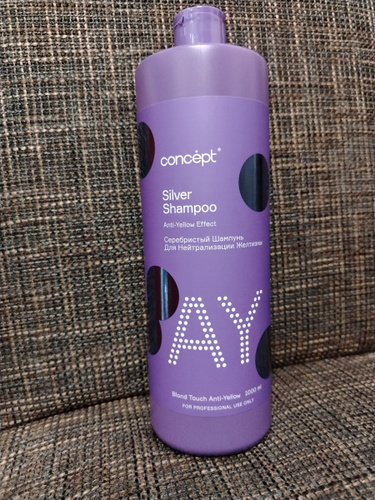 concépt
Silver
Shampoo
Anti-Yellow Effect
Серебристый Шампунь
Для Нейтрализации Желтизны
AY
Blond Touch Anti-Yellow 1000 ml
FOR PROFESSIONAL USE ONLY